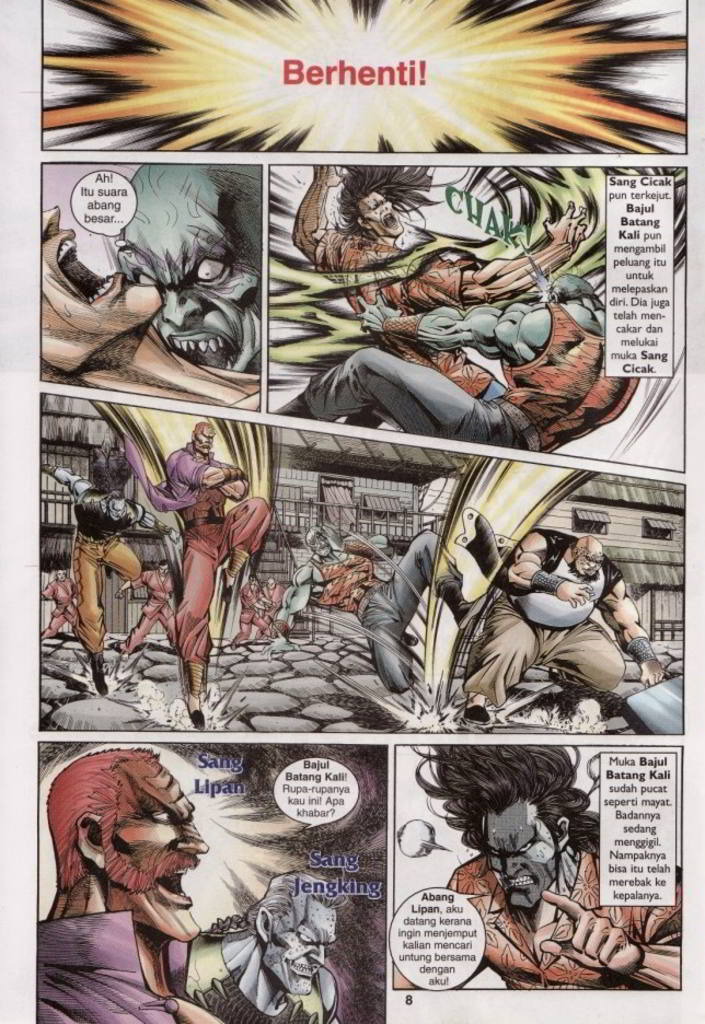 Berhenti!
Ah!
Itu suara
abang
besar...
CHAK
Sang Cicak
pun terkejut.
Bajul
Batang
Kali pun
mengambil
peluang itu
untuk
melepaskan
diri. Dia juga
telah men-
cakar dan
melukai
muka Sang
Cicak.
Sang
Lipan
Bajul
Batang Kali!
Rupa-rupanya
kau ini! Apa
khabar?
Sang
Jengking
Muka Bajul
Batang Kali
sudah pucat
seperti mayat.
Badannya
sedang
menggigil.
Nampaknya
bisa itu telah
merebak ke
kepalanya.
Abang
Lipan, aku
datang kerana
ingin menjemput
kalian mencari
untung bersama
dengan
aku!
8